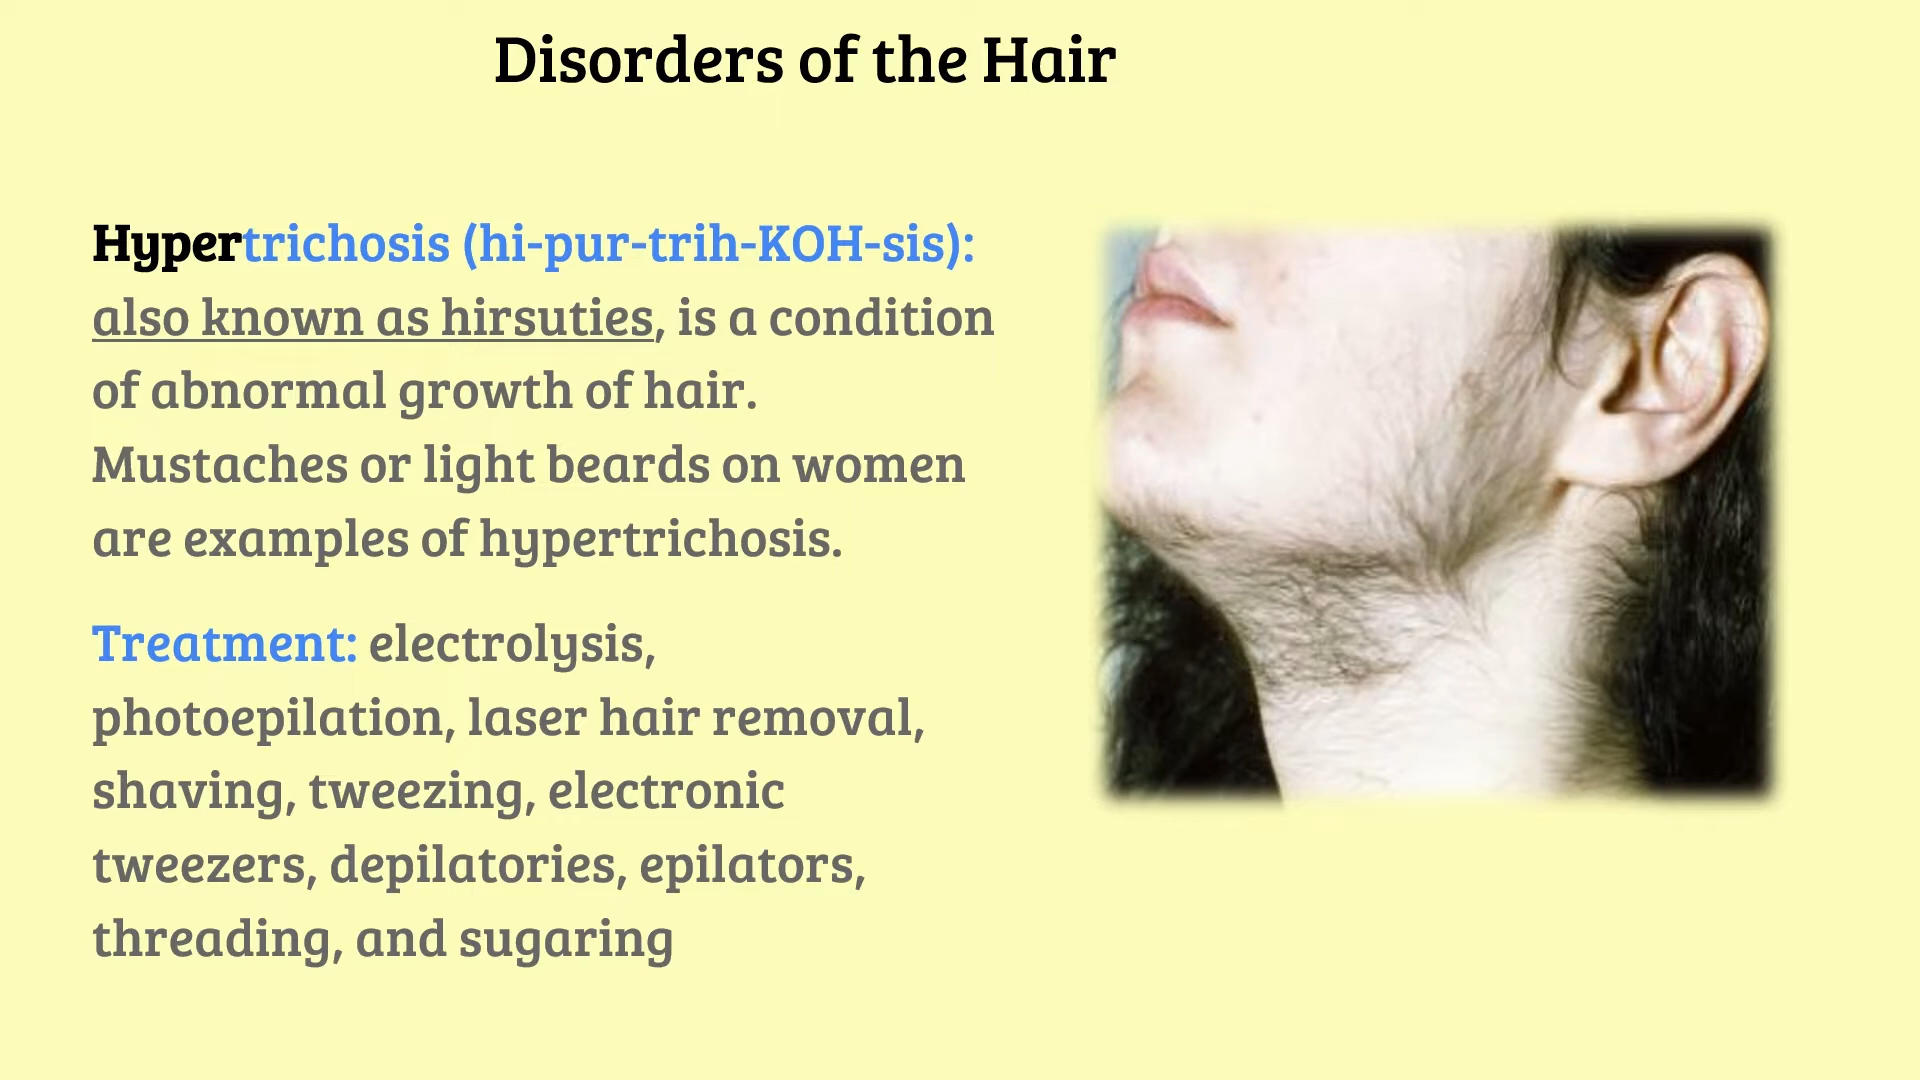 Disorders of the Hair
Hypertrichosis (hi-pur-trih-KOH-sis):
also known as hirsuties, is a condition
of abnormal growth of hair.
Mustaches or light beards on women
are examples of hypertrichosis.
Treatment: electrolysis,
photoepilation, laser hair removal,
shaving, tweezing, electronic
tweezers, depilatories, epilators,
threading, and sugaring